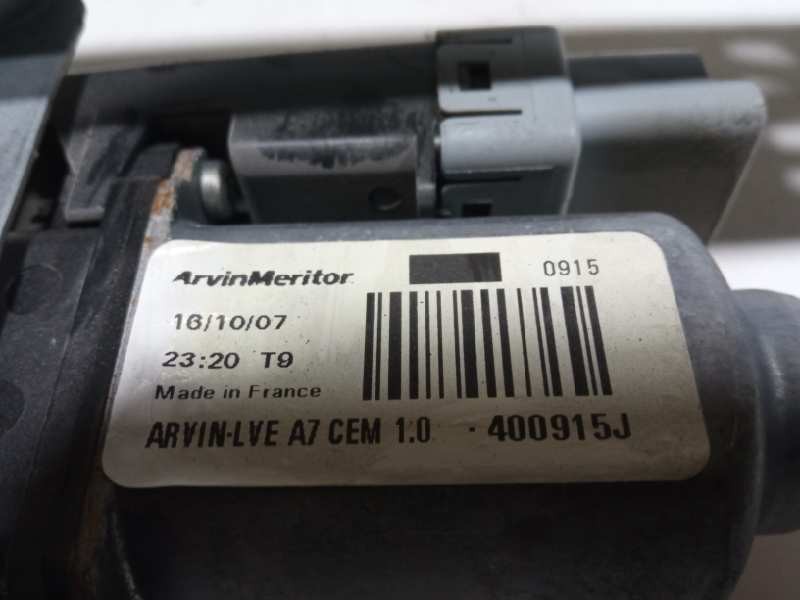 ArvinMeritor 0915
16/10/07
23:20 T9
Made in France
ARVIN-LVE A7 CEM 1.0 - 400915J